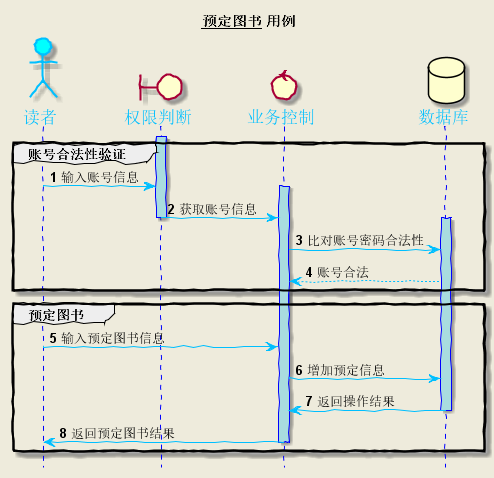 预定图书 用例
读者
权限判断
业务控制
数据库
账号合法性验证
1 输入账号信息
2 获取账号信息
3 比对账号密码合法性
4 账号合法
预定图书
5 输入预定图书信息
6 增加预定信息
7 返回操作结果
8 返回预定图书结果